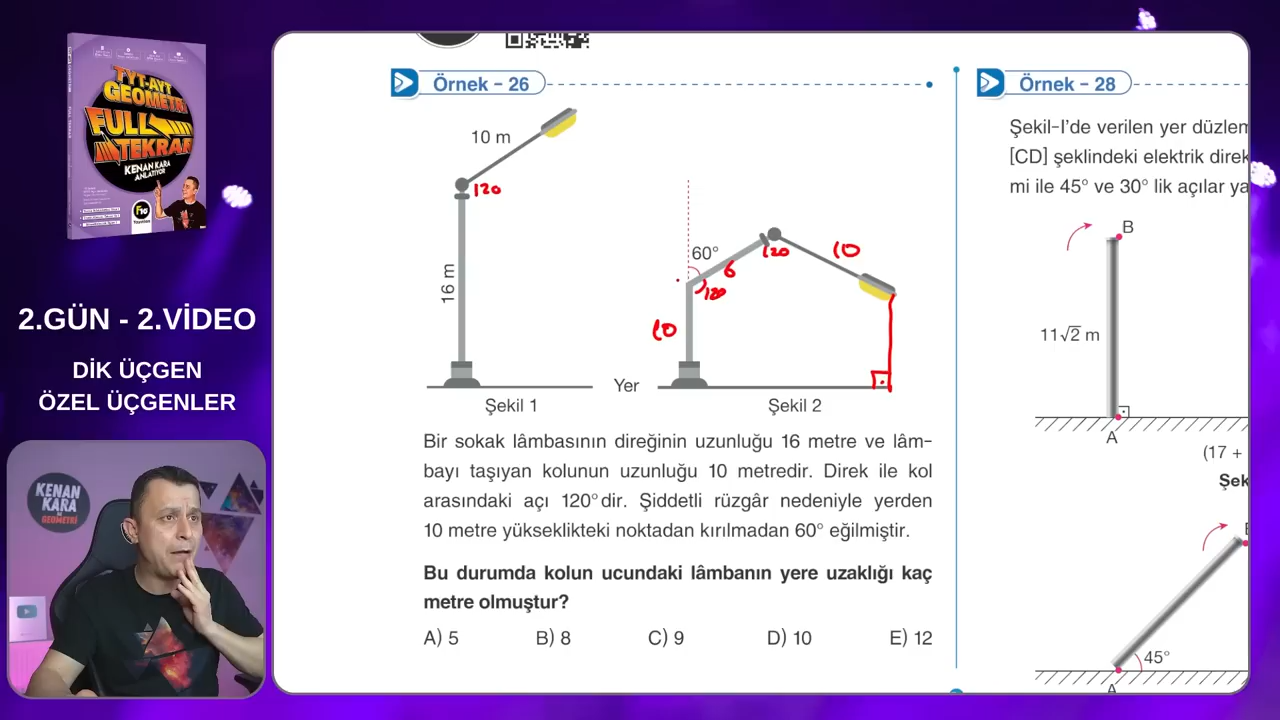 TYT-AYT
GEOMETRİ
FULL
TEKRAR
KENAN KARA
ANLATIYOR
2.GÜN - 2.VİDEO
DİK ÜÇGEN
ÖZEL ÜÇGENLER
KENAN
KARA
GEOMETRİ
Örnek – 26
10 m
120
16 m
Şekil 1
Yer
60°
6
120
120
10
10
Şekil 2
Bir sokak lâmbasının direğinin uzunluğu 16 metre ve lâm-
bayı taşıyan kolunun uzunluğu 10 metredir. Direk ile kol
arasındaki açı 120° dir. Şiddetli rüzgâr nedeniyle yerden
10 metre yükseklikteki noktadan kırılmadan 60° eğilmiştir.
Bu durumda kolun ucundaki lâmbanın yere uzaklığı kaç
metre olmuştur?
A) 5 B) 8 C) 9 D) 10 E) 12
Örnek – 28
Şekil-I’de verilen yer düzlem
[CD] şeklindeki elektrik direk
mi ile 45° ve 30° lik açılar ya
B
11√2 m
A
(17 +
Şek
45°
A